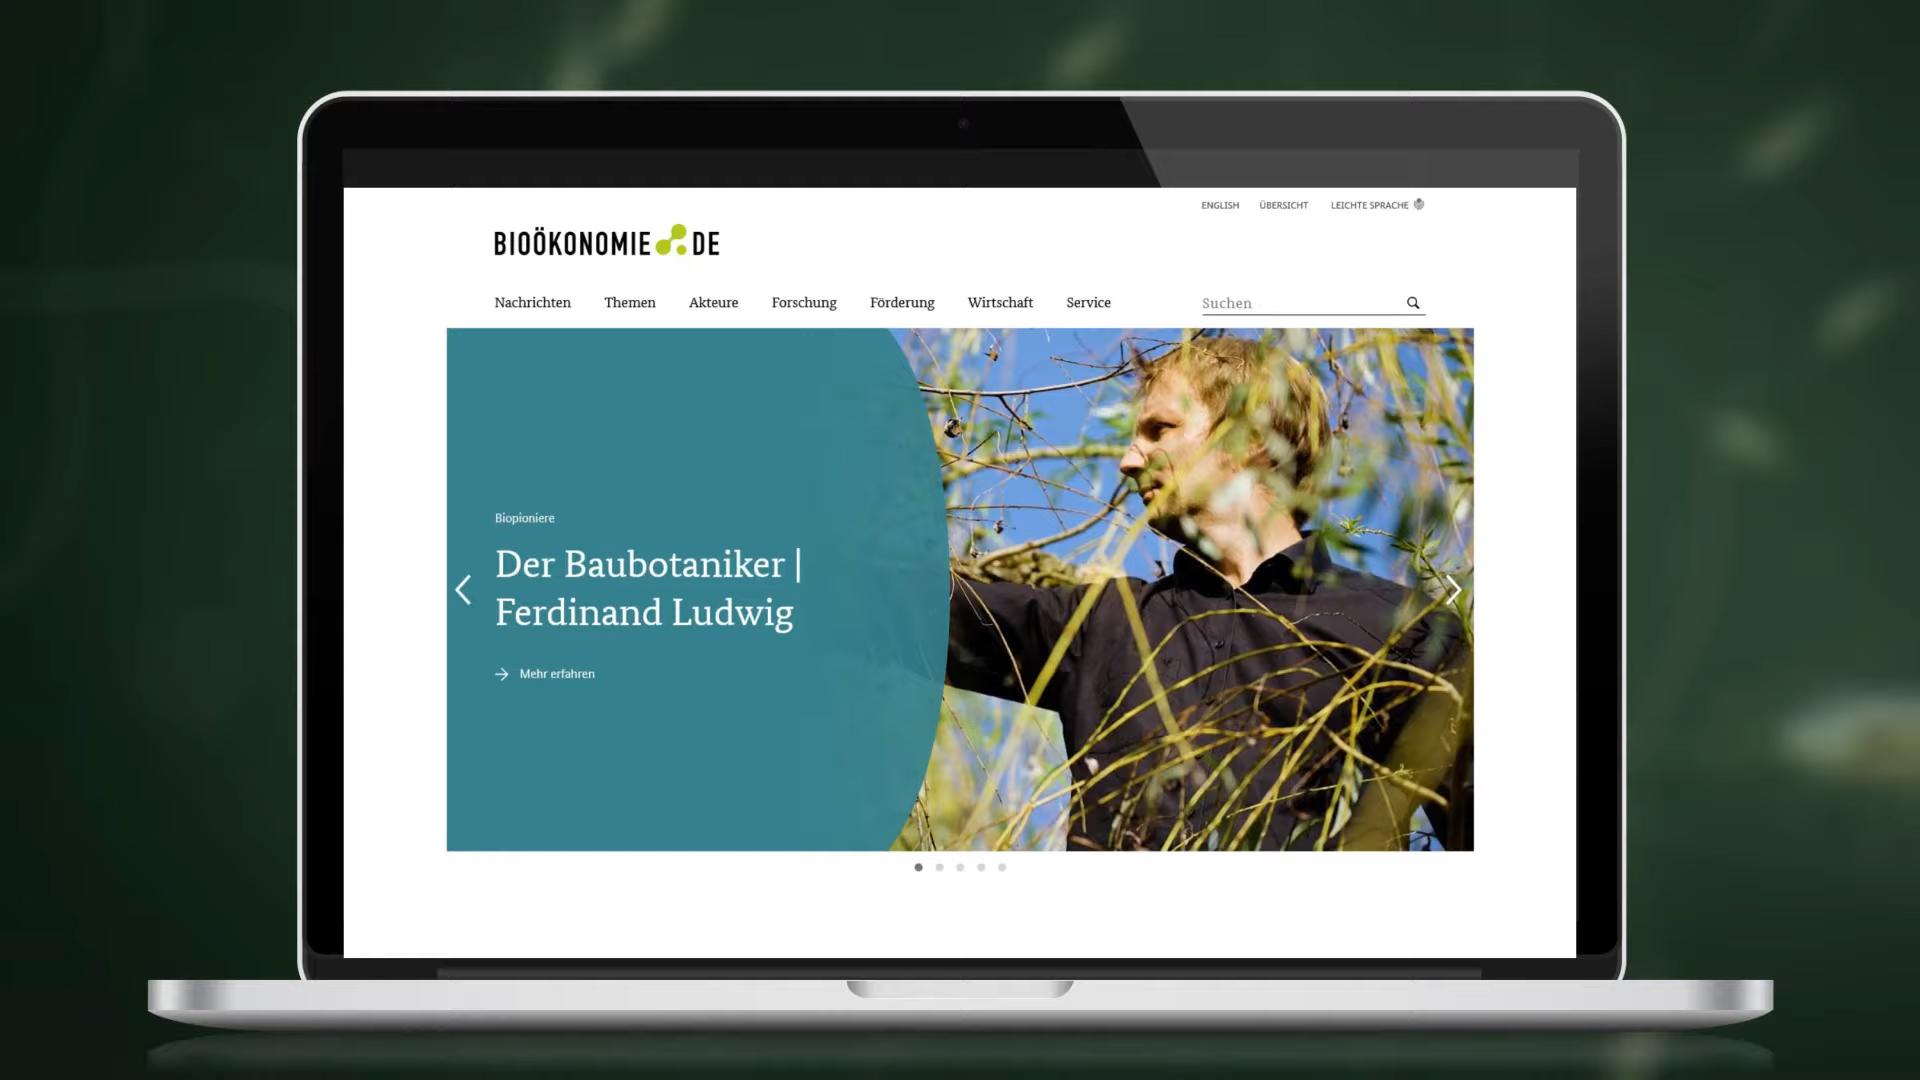 ENGLISH ÜBERSICHT LEICHTE SPRACHE
BIOÖKONOMIE DE
Nachrichten Themen Akteure Forschung Förderung Wirtschaft Service Suchen
Biopioniere
Der Baubotaniker |
Ferdinand Ludwig
Mehr erfahren